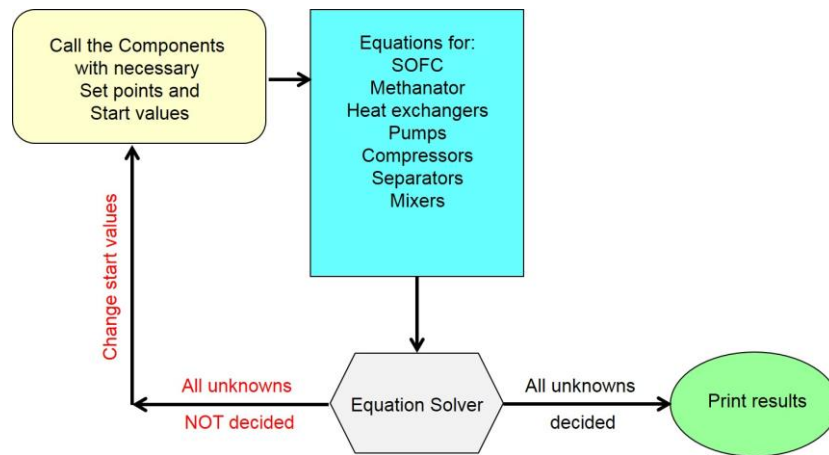 Call the Components
with necessary
Set points and
Start values
Equations for:
SOFC
Methanator
Heat exchangers
Pumps
Compressors
Separators
Mixers
Change start values
All unknowns
NOT decided
Equation Solver
All unknowns
decided
Print results